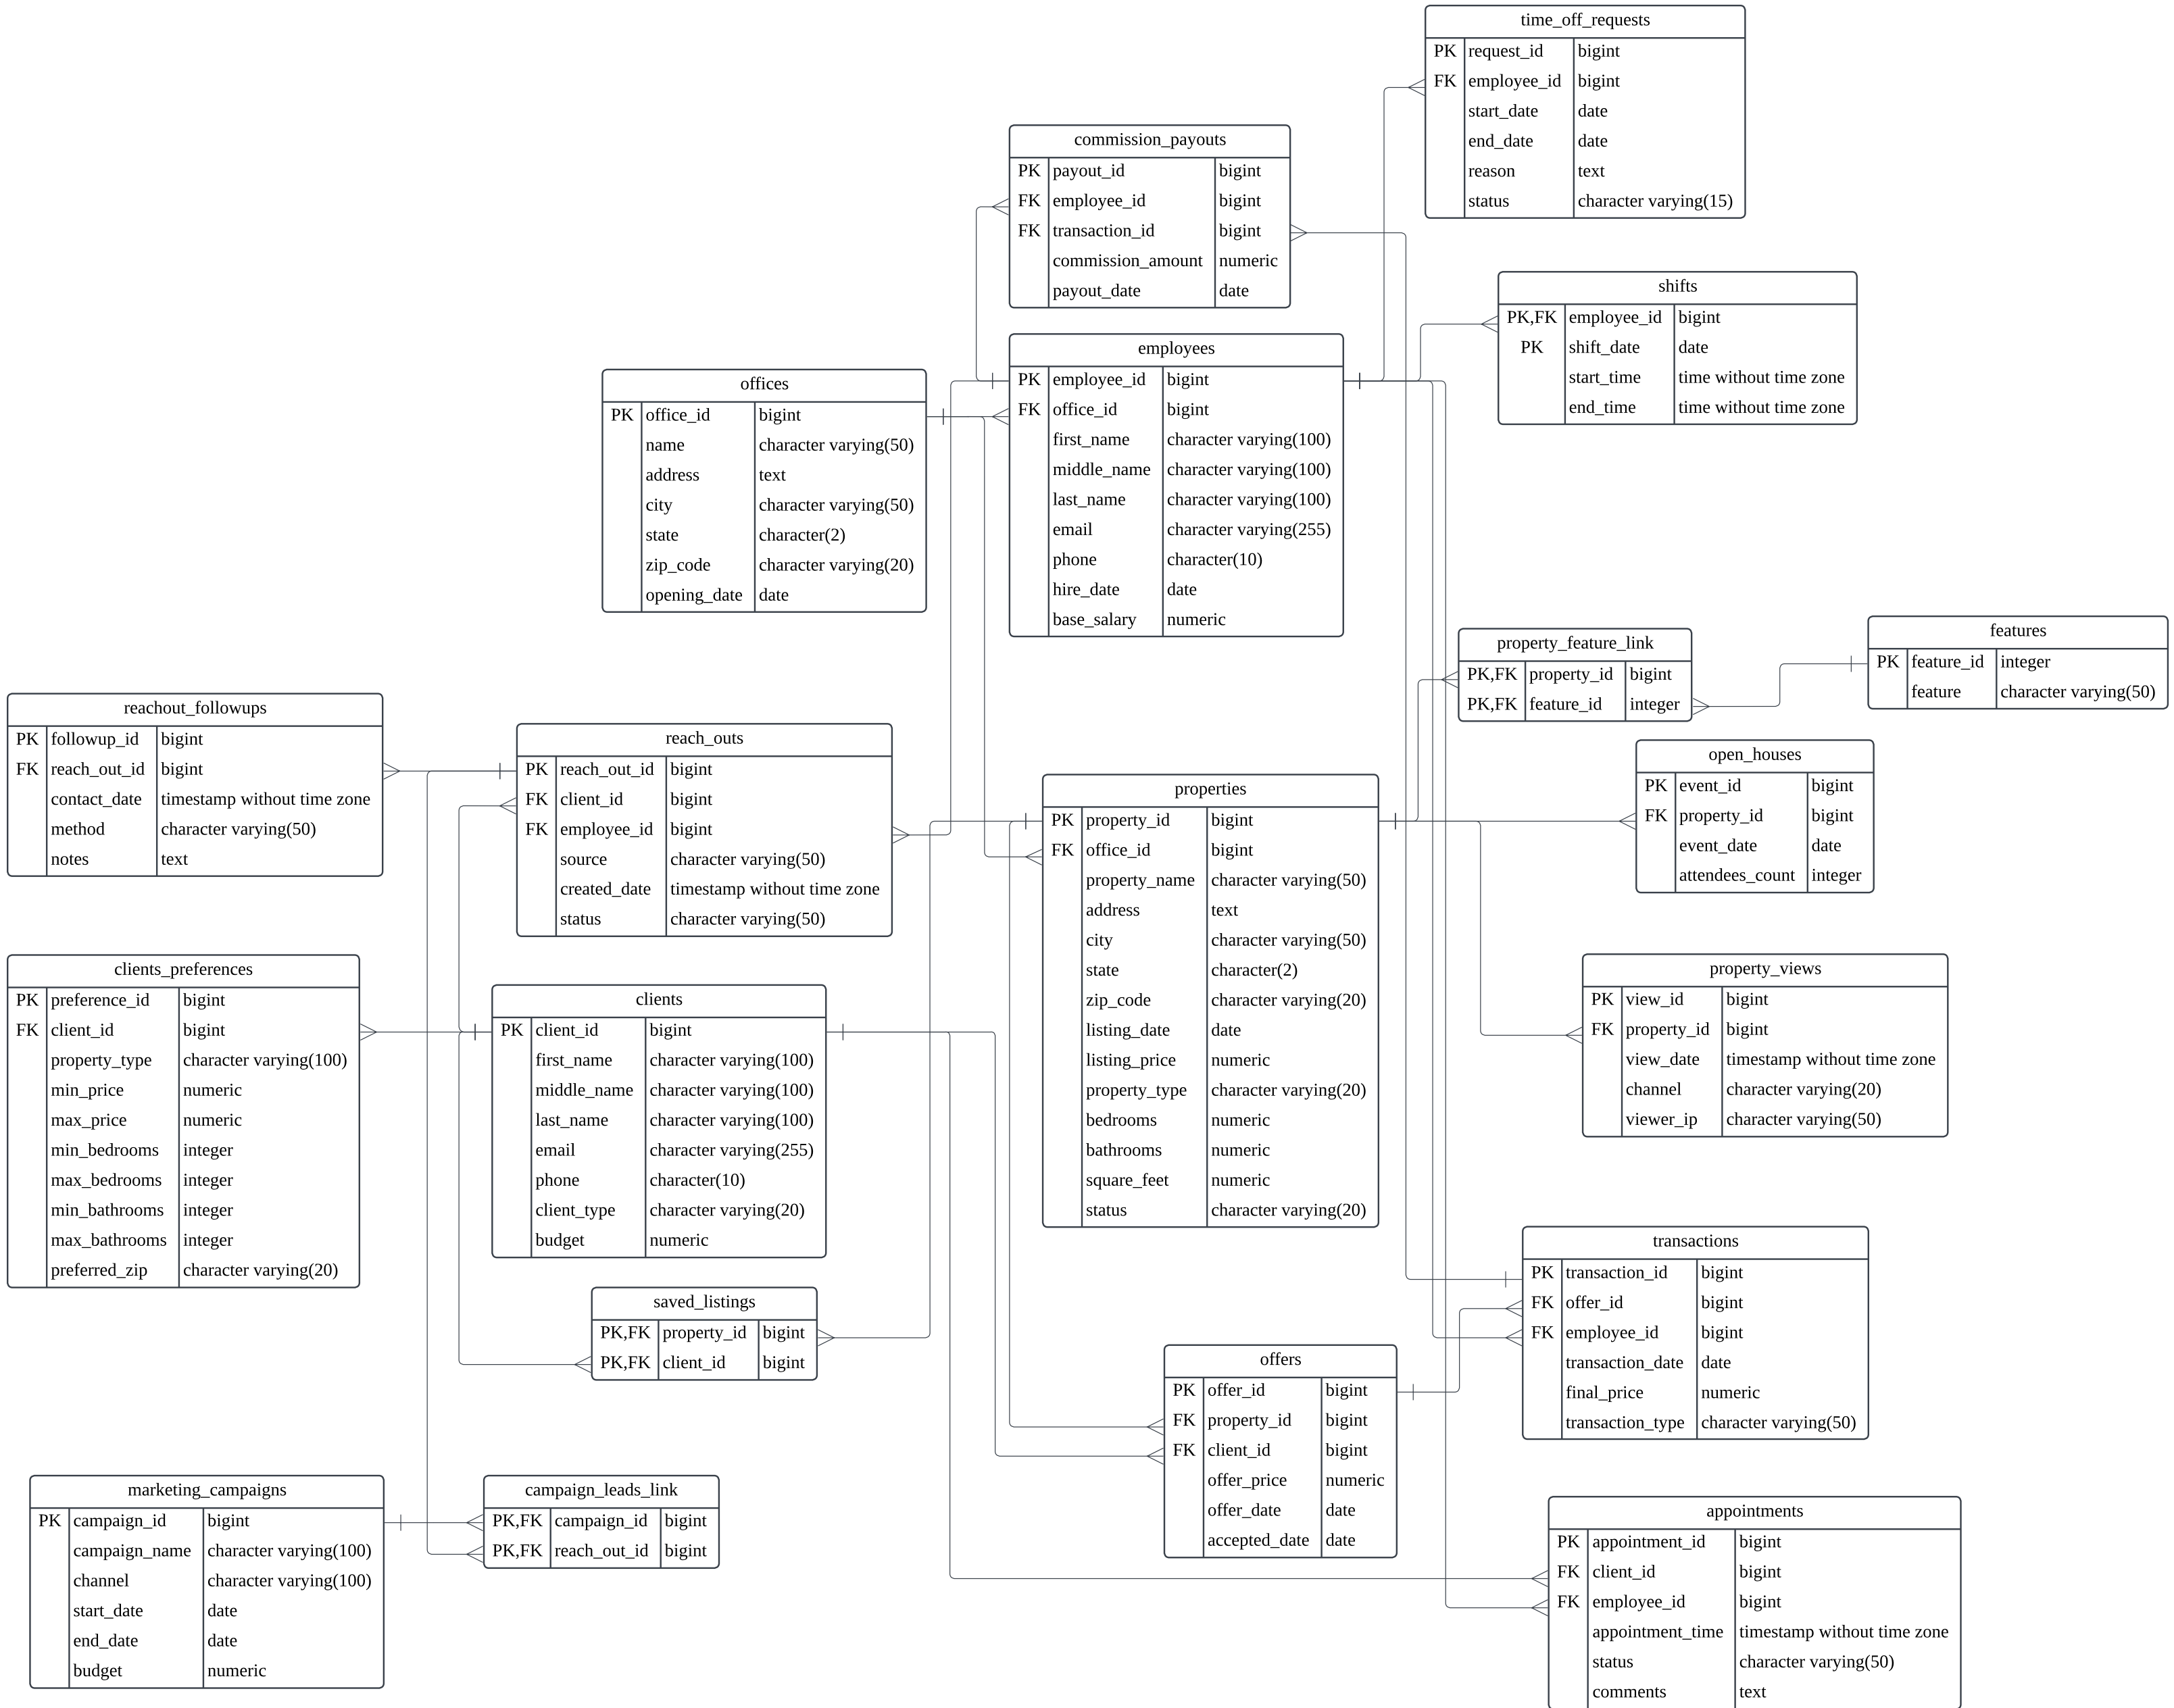 time_off_requests
PK request_id bigint
FK employee_id bigint
start_date date
end_date date
reason text
status character varying(15)
commission_payouts
PK payout_id bigint
FK employee_id bigint
FK transaction_id bigint
commission_amount numeric
payout_date date
shifts
PK,FK employee_id bigint
PK shift_date date
start_time time without time zone
end_time time without time zone
employees
PK employee_id bigint
FK office_id bigint
first_name character varying(100)
middle_name character varying(100)
last_name character varying(100)
email character varying(255)
phone character(10)
hire_date date
base_salary numeric
offices
PK office_id bigint
name character varying(50)
address text
city character varying(50)
state character(2)
zip_code character varying(20)
opening_date date
property_feature_link
PK,FK property_id bigint
PK,FK feature_id integer
features
PK feature_id integer
feature character varying(50)
reachout_followups
PK followup_id bigint
FK reach_out_id bigint
contact_date timestamp without time zone
method character varying(50)
notes text
reach_outs
PK reach_out_id bigint
FK client_id bigint
FK employee_id bigint
source character varying(50)
created_date timestamp without time zone
status character varying(50)
properties
PK property_id bigint
FK office_id bigint
property_name character varying(50)
address text
city character varying(50)
state character(2)
zip_code character varying(20)
listing_date date
listing_price numeric
property_type character varying(20)
bedrooms numeric
bathrooms numeric
square_feet numeric
status character varying(20)
open_houses
PK event_id bigint
FK property_id bigint
event_date date
attendees_count integer
clients_preferences
PK preference_id bigint
FK client_id bigint
property_type character varying(100)
min_price numeric
max_price numeric
min_bedrooms integer
max_bedrooms integer
min_bathrooms integer
max_bathrooms integer
preferred_zip character varying(20)
clients
PK client_id bigint
first_name character varying(100)
middle_name character varying(100)
last_name character varying(100)
email character varying(255)
phone character(10)
client_type character varying(20)
budget numeric
property_views
PK view_id bigint
FK property_id bigint
view_date timestamp without time zone
channel character varying(20)
viewer_ip character varying(50)
saved_listings
PK,FK property_id bigint
PK,FK client_id bigint
transactions
PK transaction_id bigint
FK offer_id bigint
FK employee_id bigint
transaction_date date
final_price numeric
transaction_type character varying(50)
offers
PK offer_id bigint
FK property_id bigint
FK client_id bigint
offer_price numeric
offer_date date
accepted_date date
marketing_campaigns
PK campaign_id bigint
campaign_name character varying(100)
channel character varying(100)
start_date date
end_date date
budget numeric
campaign_leads_link
PK,FK campaign_id bigint
PK,FK reach_out_id bigint
appointments
PK appointment_id bigint
FK client_id bigint
FK employee_id bigint
appointment_time timestamp without time zone
status character varying(50)
comments text